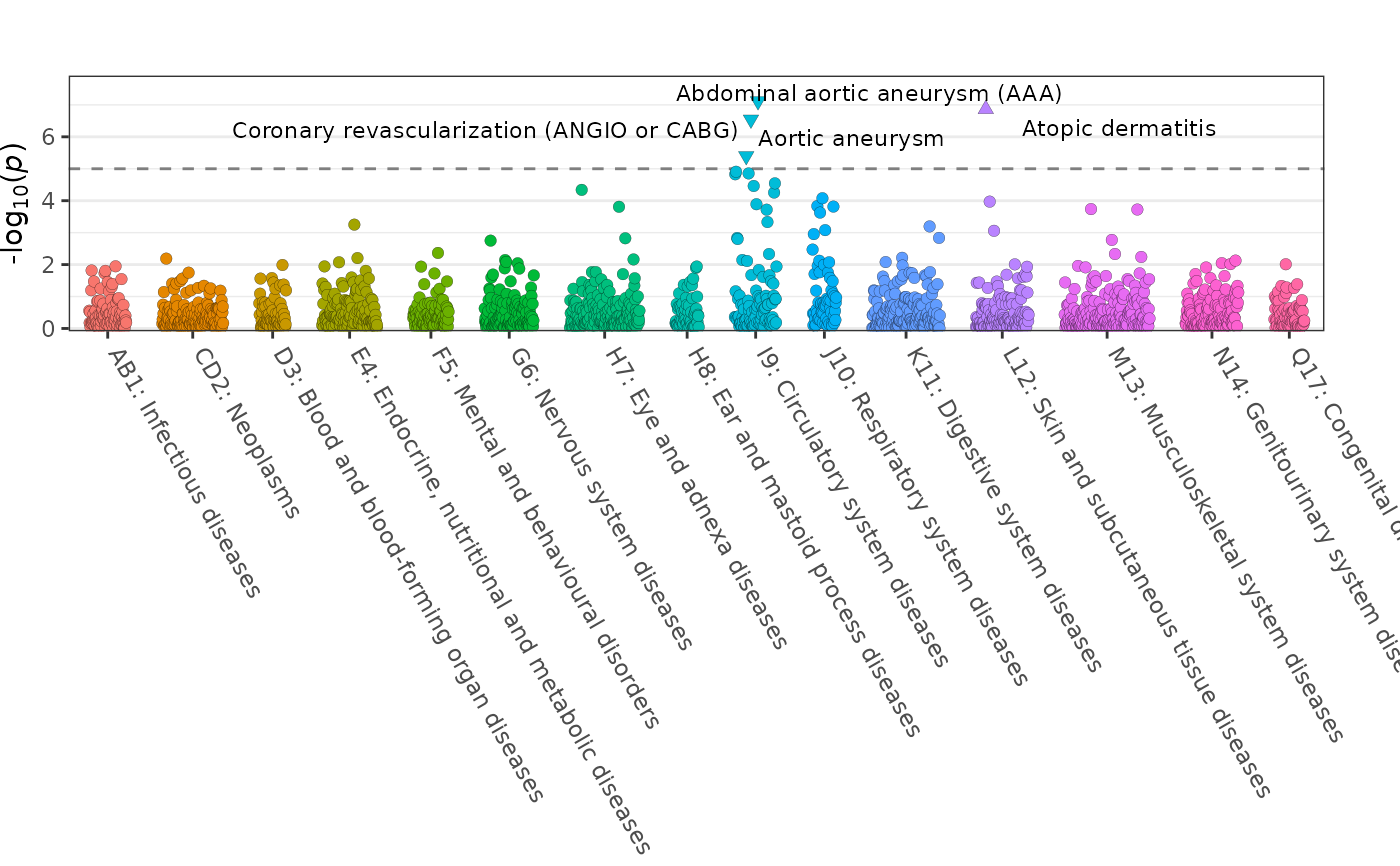 Abdominal aortic aneurysm (AAA)
Coronary revascularization (ANGIO or CABG)
Aortic aneurysm
Atopic dermatitis
-log10(p)
6
4
2
0
AB1: Infectious diseases
CD2: Neoplasms
D3: Blood and blood-forming organ diseases
E4: Endocrine, nutritional and metabolic diseases
F5: Mental and behavioural disorders
G6: Nervous system diseases
H7: Eye and adnexa diseases
H8: Ear and mastoid process diseases
I9: Circulatory system diseases
J10: Respiratory system diseases
K11: Digestive system diseases
L12: Skin and subcutaneous tissue diseases
M13: Musculoskeletal system diseases
N14: Genitourinary system
Q17: Congenital